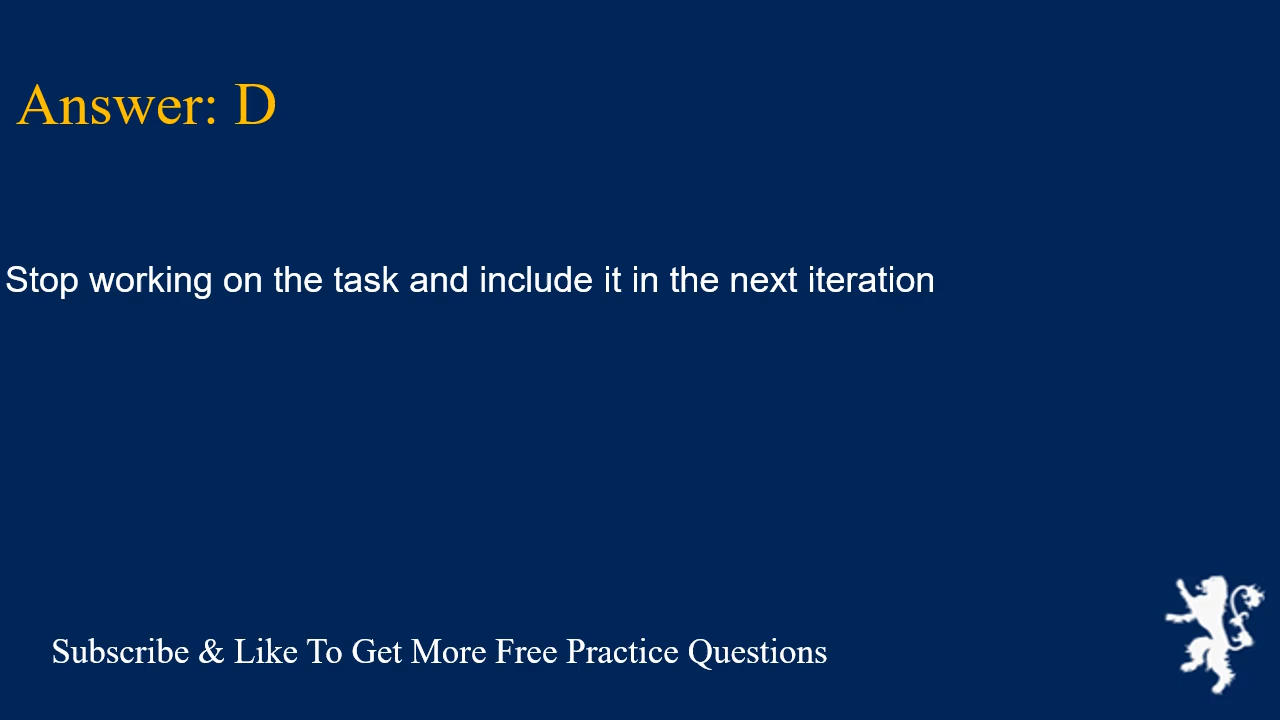 Answer: D
Stop working on the task and include it in the next iteration
Subscribe & Like To Get More Free Practice Questions